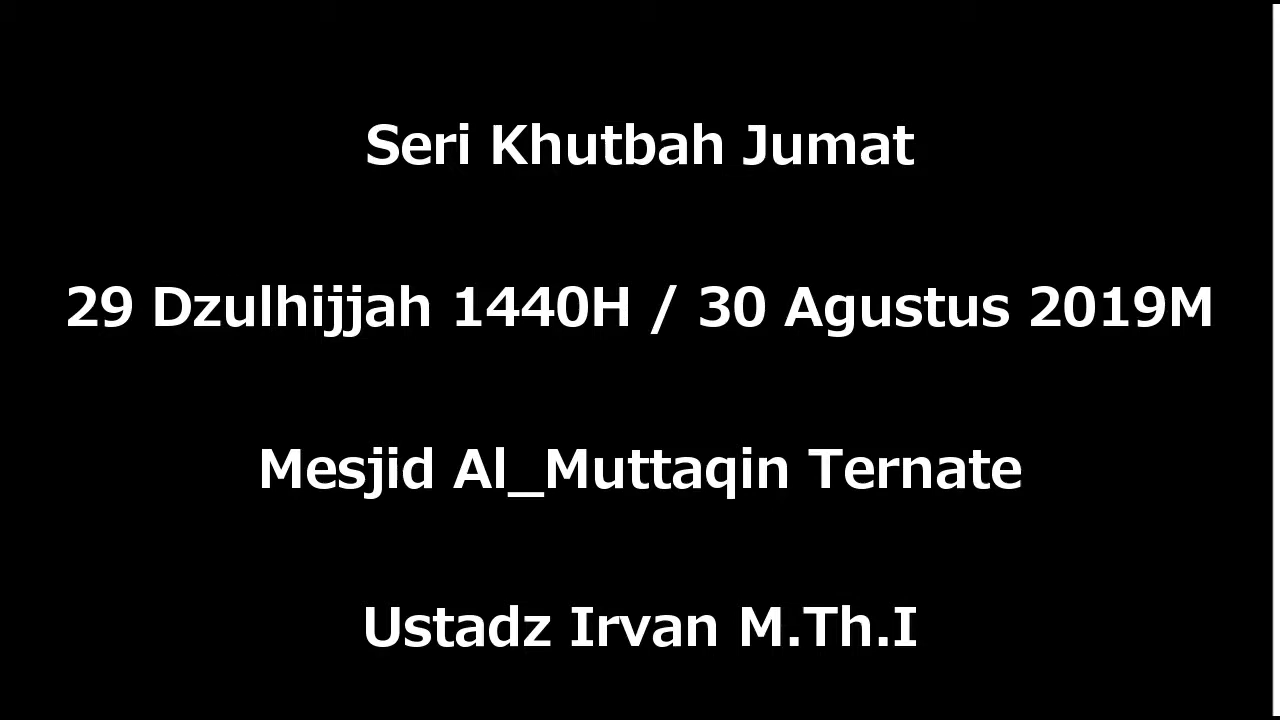 Seri Khutbah Jumat
29 Dzulhijjah 1440H / 30 Agustus 2019M
Mesjid Al_Muttaqin Ternate
Ustadz Irvan M.Th.I